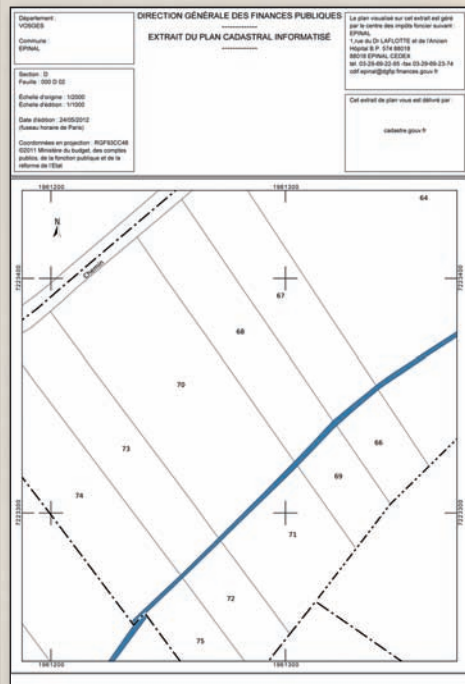 Département :
VOSGES
Commune :
EPINAL
Section : D
Feuille : 000 D 02
Échelle d'origine : 1/2000
Échelle d'édition : 1/1000
Date d'édition : 24/05/2012
(fuseau horaire de Paris)
Coordonnées en projection : RGF93CC48
©2011 Ministère du budget, des comptes
publics, de la fonction publique et de la
réforme de l'Etat
DIRECTION GÉNÉRALE DES FINANCES PUBLIQUES
EXTRAIT DU PLAN CADASTRAL INFORMATISÉ
Le plan visualisé sur cet extrait est géré
par le centre des impôts foncier suivant :
EPINAL
1,rue du Dr LAFLOTTE et de l'Ancien
Hôpital B.P. 574 88018
88018 EPINAL CEDEX
tél. 03-29-69-22-85 -fax 03-29-69-23-74
cdif.epinal@dgfip.finances.gouv.fr
Cet extrait de plan vous est délivré par :
cadastre.gouv.fr
1961200
1961300
64
N
Chemin
7223400
7223400
67
68
70
66
73
69
74
7223300
7223300
71
72
75
1961200
1961300